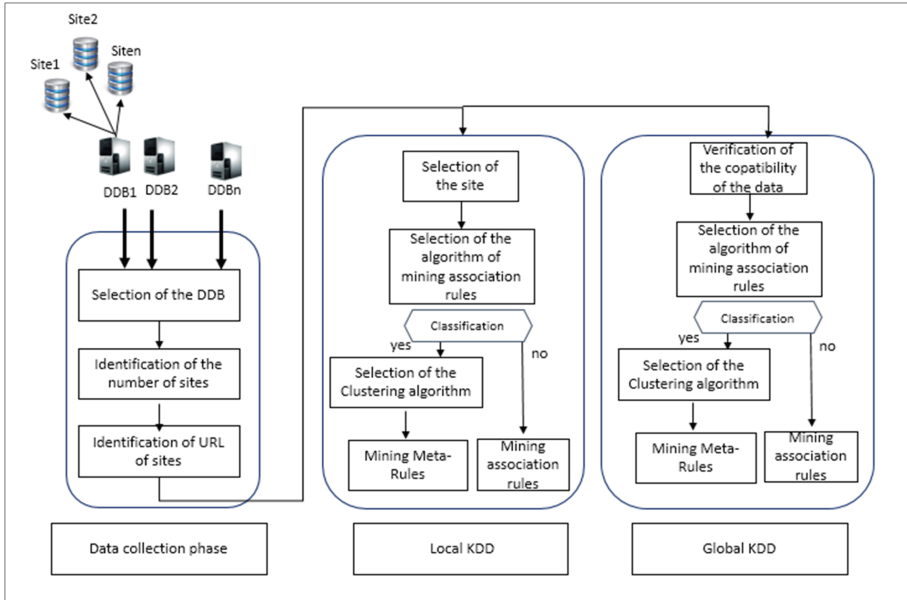 Site2
Site1
Siten
DDB1
DDB2
DDBn
Selection of the DDB
Identification of the
number of sites
Identification of URL
of sites
Data collection phase
Selection of
the site
Selection of the
algorithm of
mining association
rules
Classification
yes
no
Selection of the
Clustering algorithm
Mining Meta-
Rules
Mining
association
rules
Local KDD
Verification of
the copatibility
of the data
Selection of the
algorithm of
mining association
rules
Classification
yes
no
Selection of the
Clustering algorithm
Mining Meta-
Rules
Mining
association
rules
Global KDD